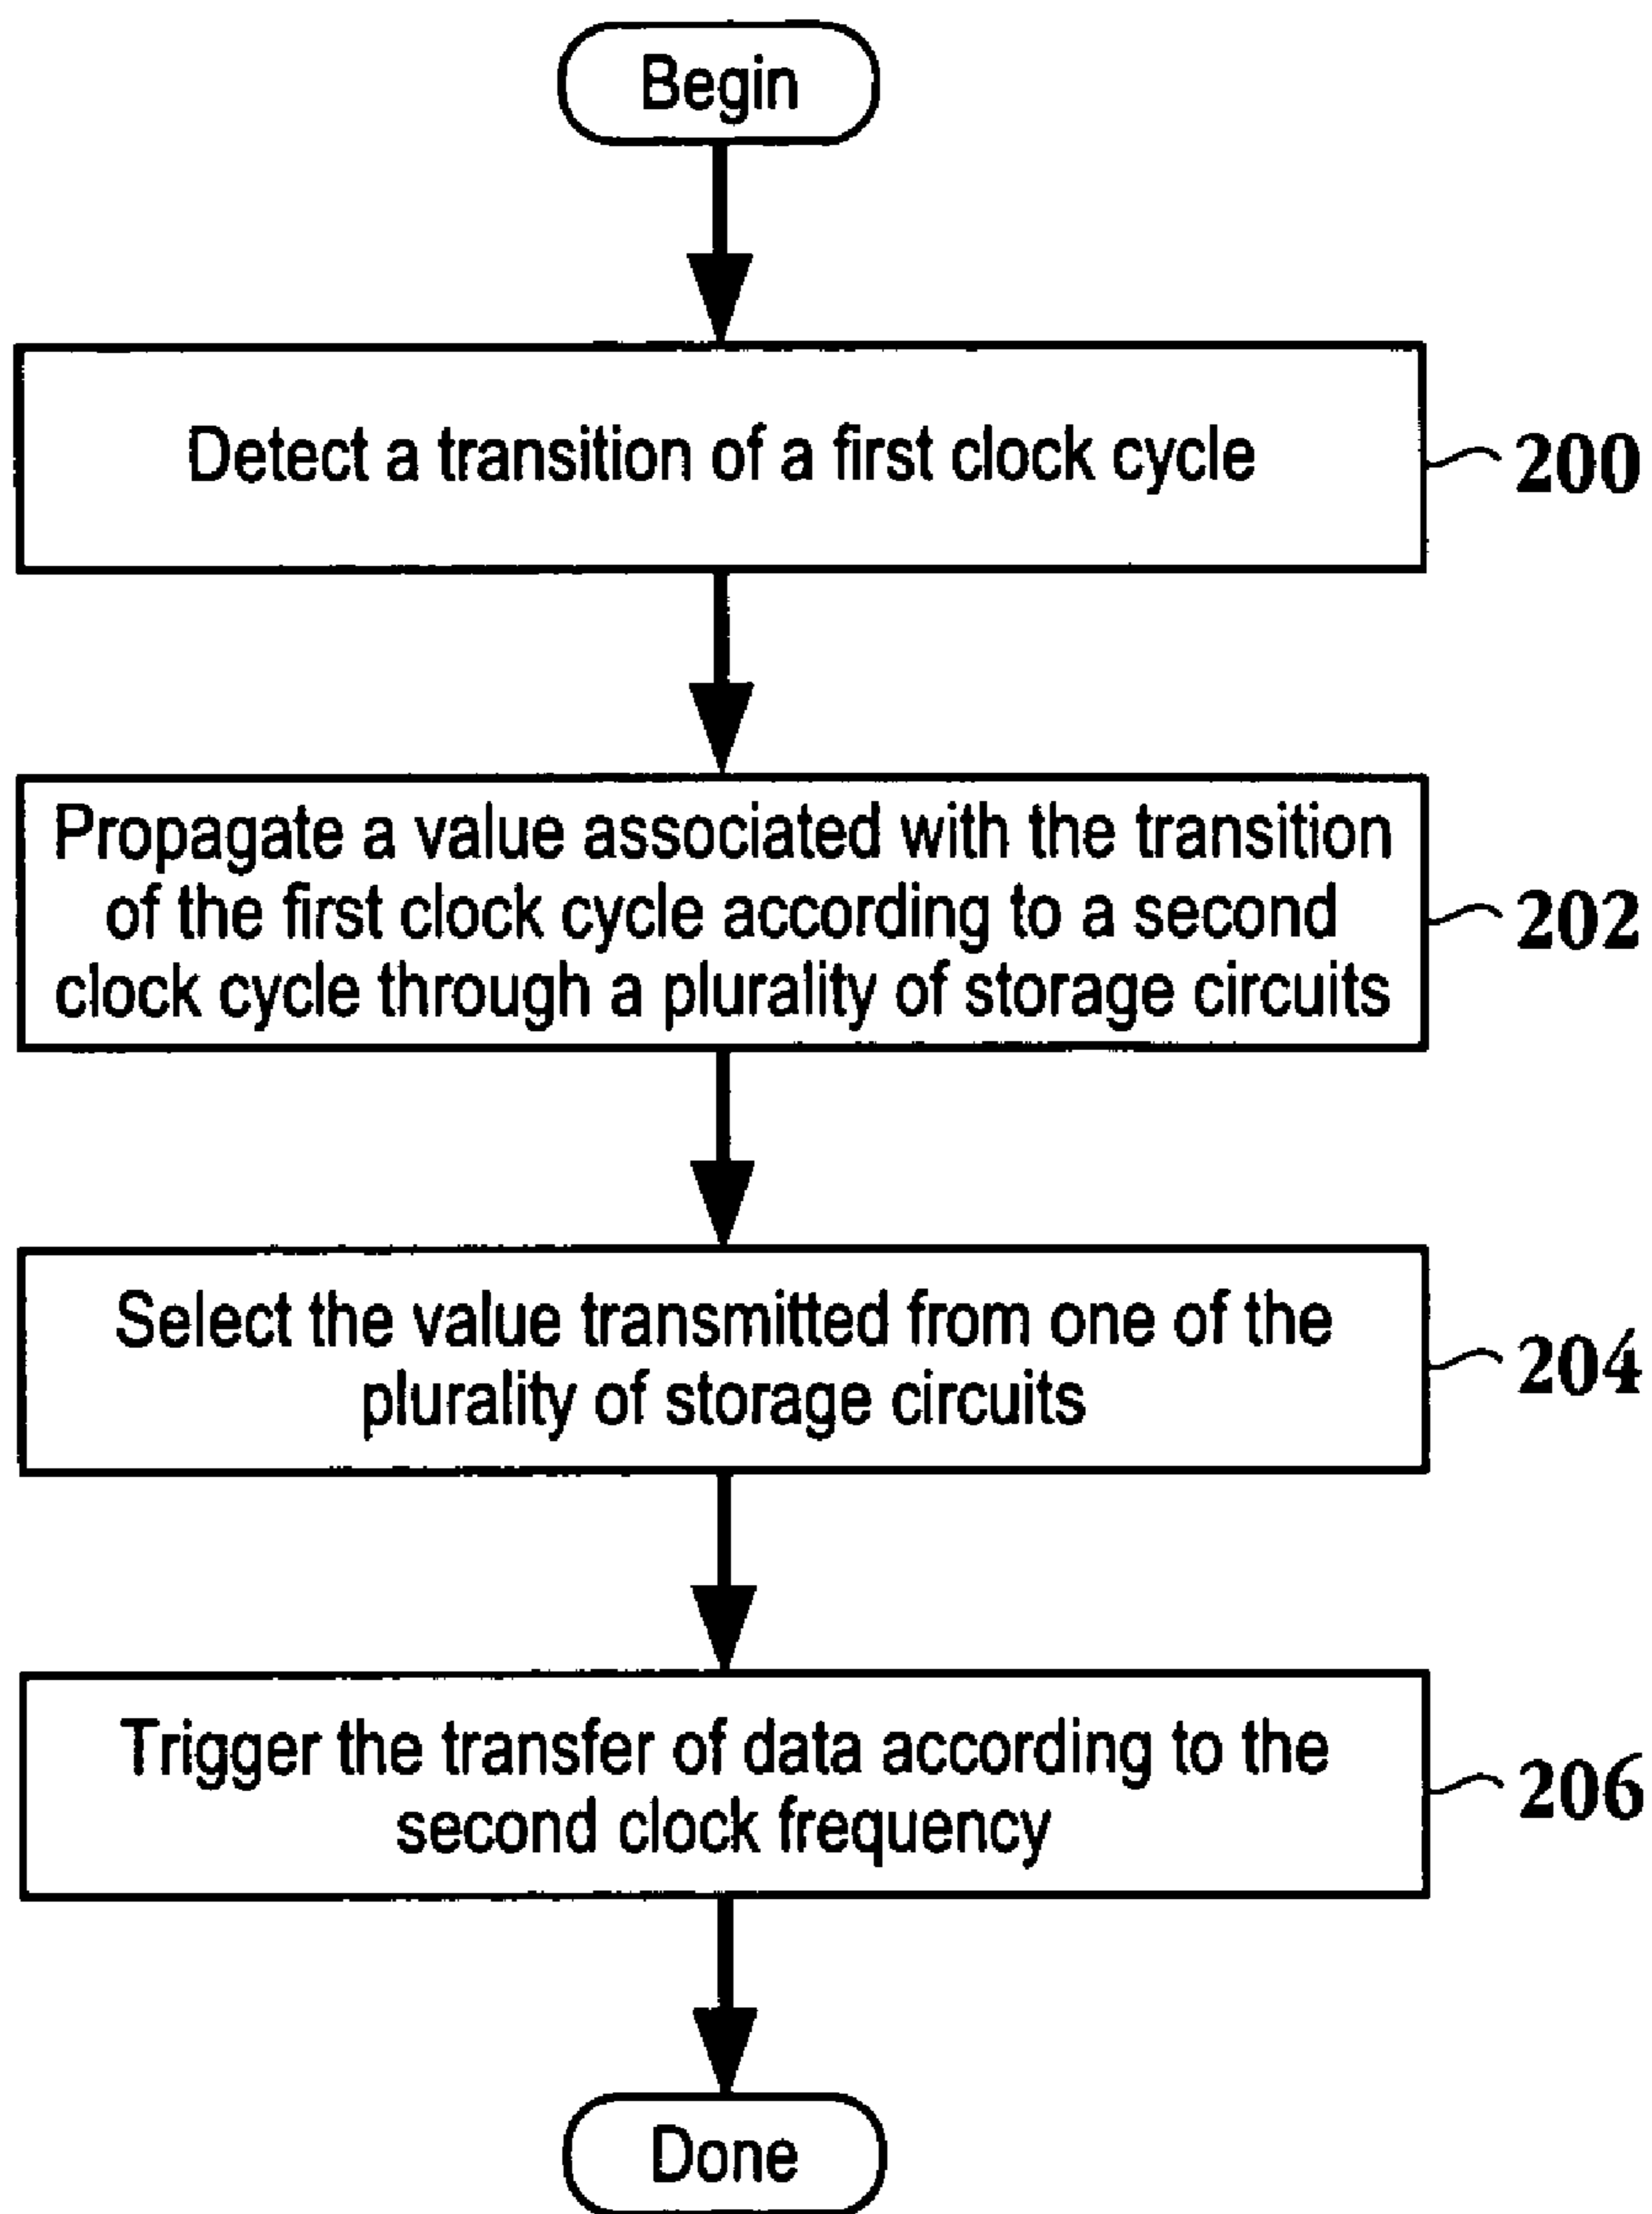 Begin
Detect a transition of a first clock cycle
200
Propagate a value associated with the transition
of the first clock cycle according to a second
clock cycle through a plurality of storage circuits
202
Select the value transmitted from one of the
plurality of storage circuits
204
Trigger the transfer of data according to the
second clock frequency
206
Done